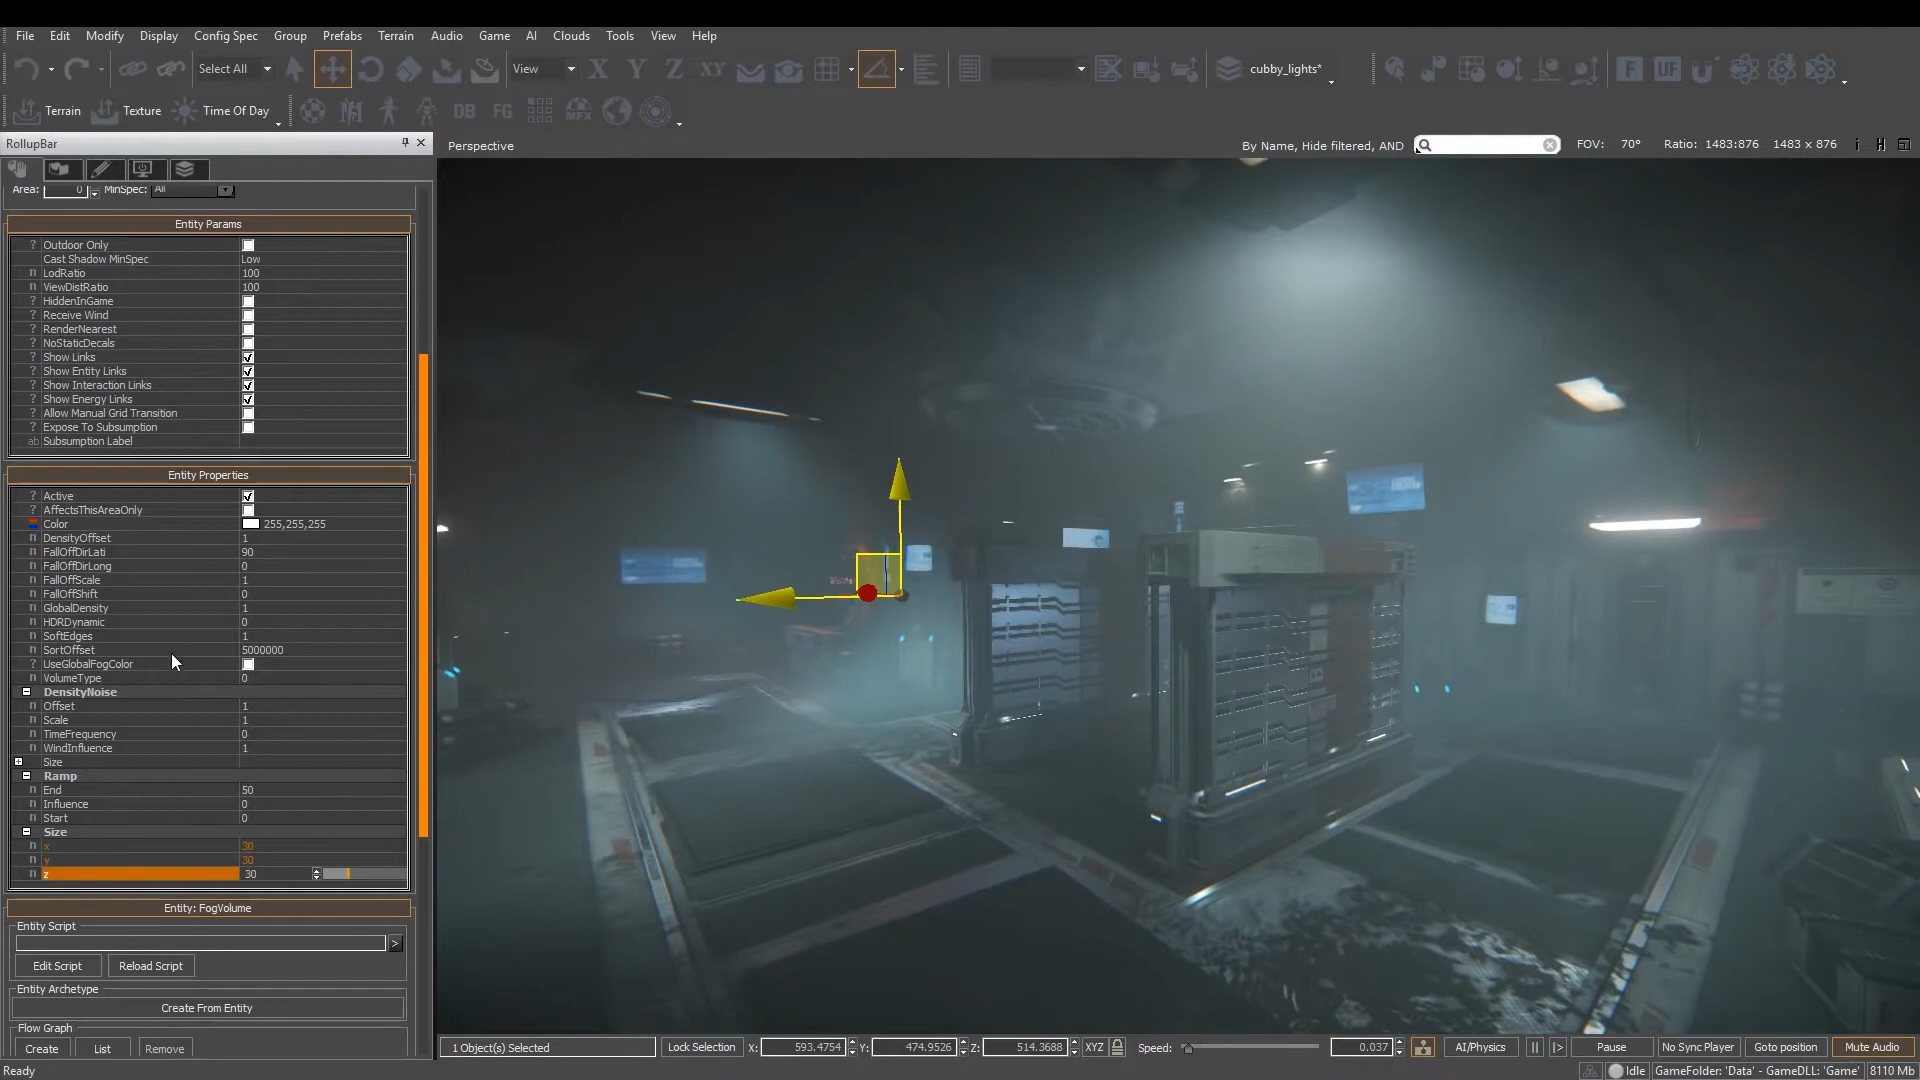 File Edit Modify Display Config Spec Group Prefabs Terrain Audio Game AI Clouds Tools View Help
Select All View X Y Z XY cubby_lights* F UF
Terrain Texture Time Of Day DB FG MFX
RollupBar
Perspective By Name, Hide filtered, AND FOV: 70° Ratio: 1483:876 1483 x 876 i H
Area: 0 MinSpec: All
Entity Params
? Outdoor Only
Cast Shadow MinSpec Low
n LodRatio 100
n ViewDistRatio 100
? HiddenInGame
? Receive Wind
? RenderNearest
? NoStaticDecals
? Show Links
? Show Entity Links
? Show Interaction Links
? Show Energy Links
? Allow Manual Grid Transition
? Expose To Subsumption
ab Subsumption Label
Entity Properties
? Active
? AffectsThisAreaOnly
Color 255,255,255
n DensityOffset 1
n FallOffDirLati 90
n FallOffDirLong 0
n FallOffScale 1
n FallOffShift 0
n GlobalDensity 1
n HDRDynamic 0
n SoftEdges 1
n SortOffset 5000000
? UseGlobalFogColor
n VolumeType 0
DensityNoise
n Offset 1
n Scale 1
n TimeFrequency 0
n WindInfluence 1
Size
Ramp
n End 50
n Influence 0
n Start 0
Size
n x 30
n y 30
n z 30
Entity: FogVolume
Entity Script
>
Edit Script Reload Script
Entity Archetype
Create From Entity
Flow Graph
Create List Remove
1 Object(s) Selected Lock Selection X: 593.4754 Y: 474.9526 Z: 514.3688 XYZ Speed: 0.037 AI/Physics Pause No Sync Player Goto position Mute Audio
Ready Idle GameFolder: 'Data' - GameDLL: 'Game' 8110 Mb